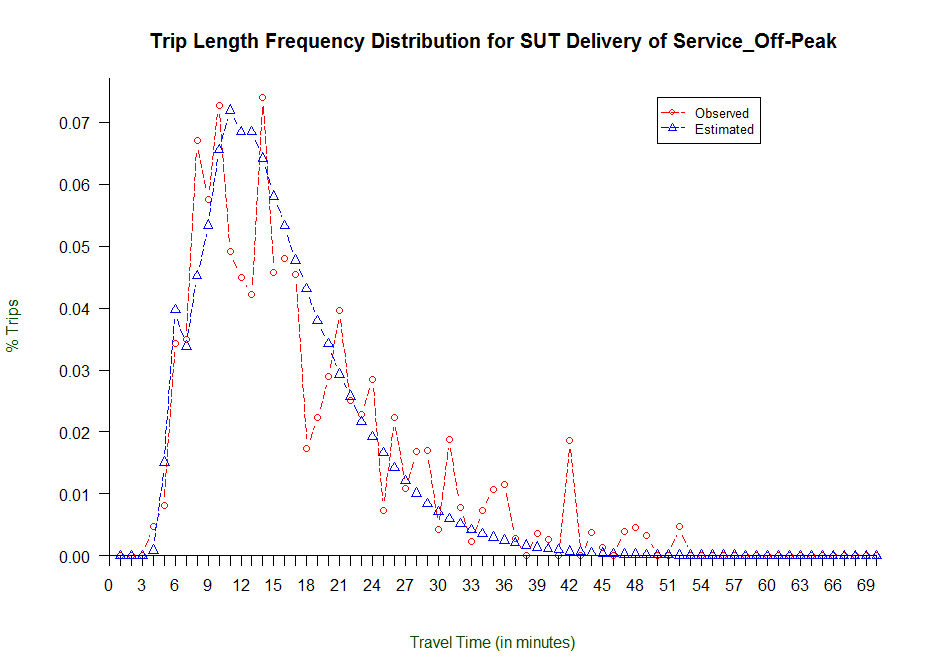 Trip Length Frequency Distribution for SUT Delivery of Service_Off-Peak
Observed
Estimated
% Trips
0.07
0.06
0.05
0.04
0.03
0.02
0.01
0.00
0 3 6 9 12 15 18 21 24 27 30 33 36 39 42 45 48 51 54 57 60 63 66 69
Travel Time (in minutes)